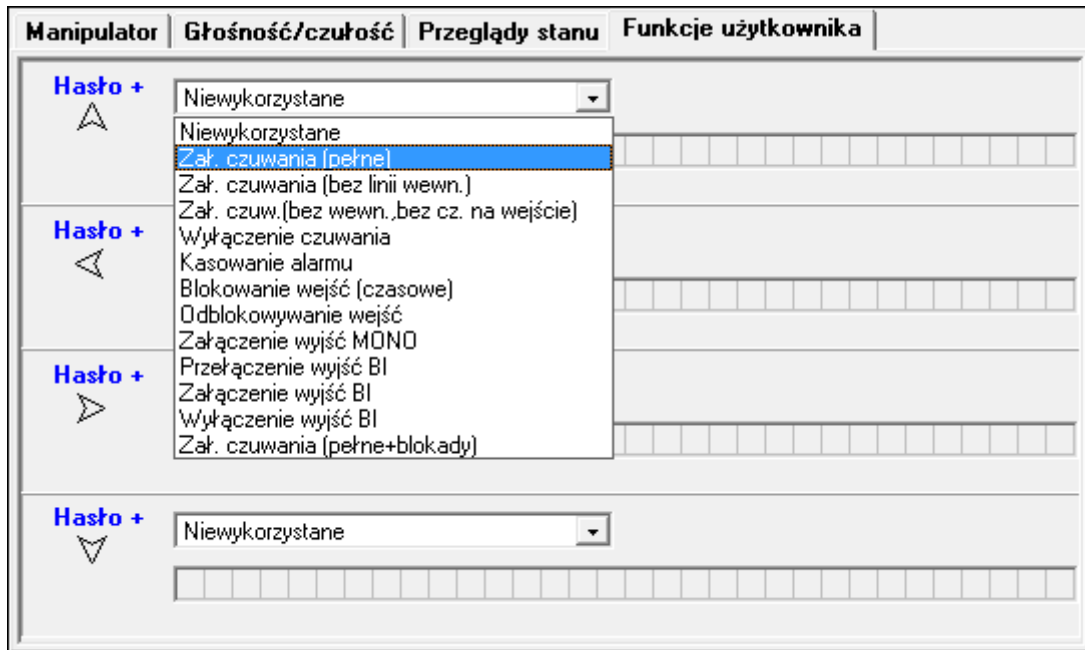 Manipulator Głośność/czułość Przeglądy stanu Funkcje użytkownika
Hasło +
Niewykorzystane
Niewykorzystane
Zał. czuwania (pełne)
Zał. czuwania (bez linii wewn.)
Zał. czuw.(bez wewn.,bez cz. na wejście)
Hasło +
Wyłączenie czuwania
Kasowanie alarmu
Blokowanie wejść (czasowe)
Odblokowywanie wejść
Załączenie wyjść MONO
Przełączenie wyjść BI
Hasło +
Załączenie wyjść BI
Wyłączenie wyjść BI
Zał. czuwania (pełne+blokady)
Hasło +
Niewykorzystane